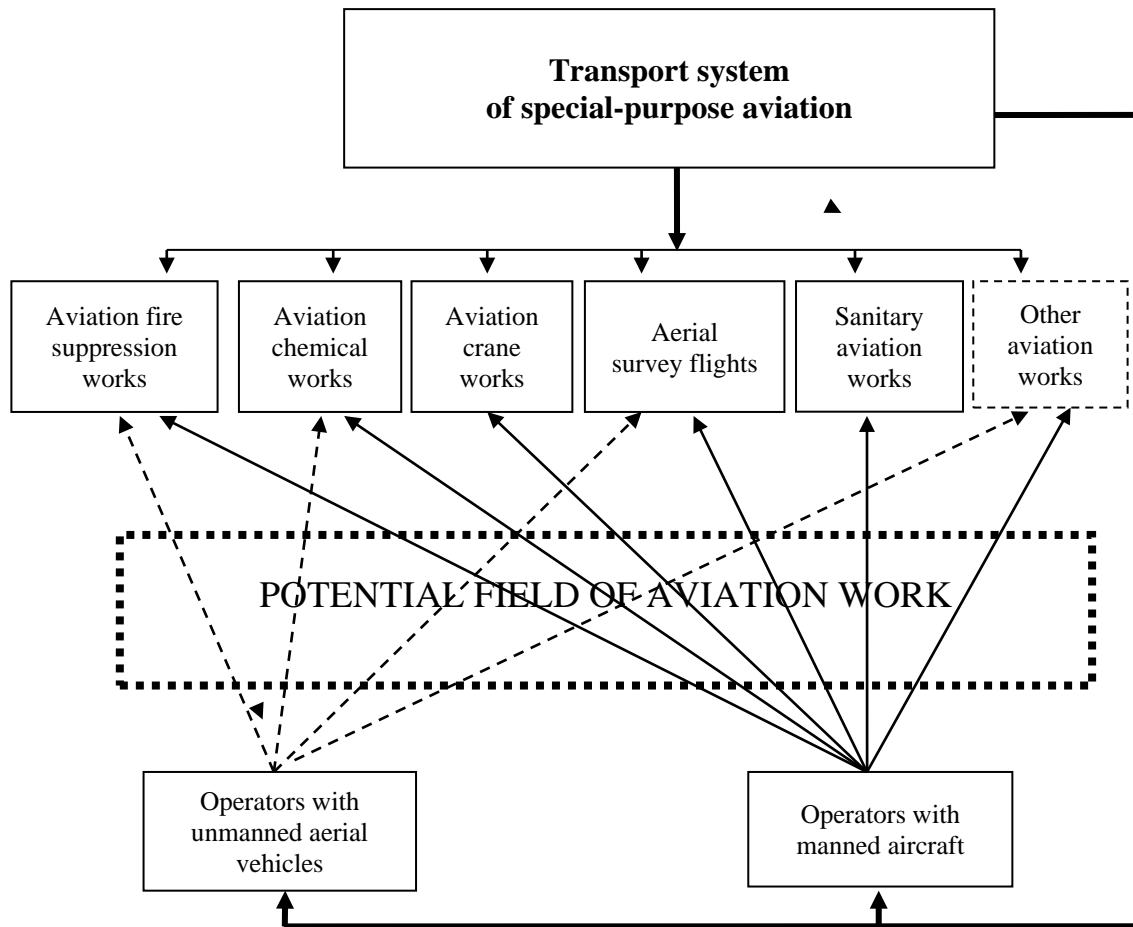 Transport system
of special-purpose aviation
Aviation fire
suppression
works
Aviation
chemical
works
Aviation
crane
works
Aerial
survey flights
Sanitary
aviation
works
Other
aviation
works
POTENTIAL FIELD OF AVIATION WORK
Operators with
unmanned aerial
vehicles
Operators with
manned aircraft